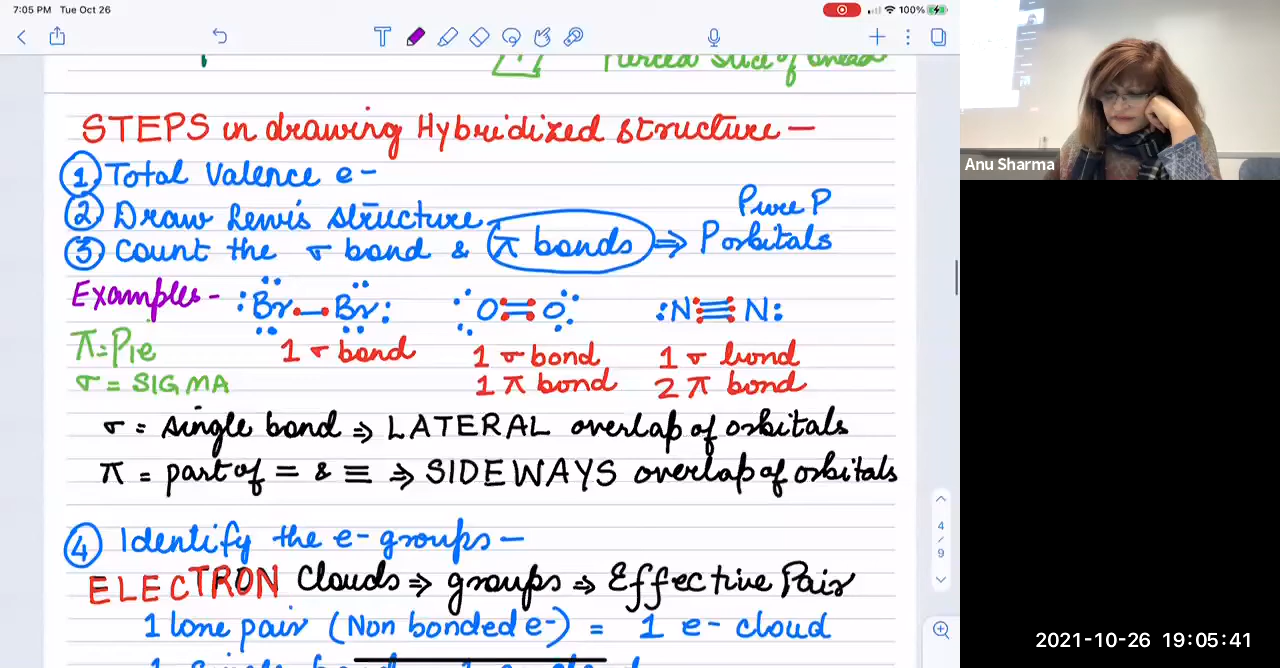 7:05 PM Tue Oct 26
100%
STEPS in drawing Hybridized structure –
1. Total Valence e-
Pure P
2 Draw Lewis structure
3 Count the σ bond & π bonds ⇒ P orbitals
Examples - :Br — Br: O = O :N ≡ N:
π = Pie 1 σ bond 1 σ bond 1 σ bond
σ = SIGMA 1 π bond 2 π bond
σ = single bond ⇒ LATERAL overlap of orbitals
π = part of = & ≡ ⇒ SIDEWAYS overlap of orbitals
4 Identify the e- groups –
ELECTRON Clouds ⇒ groups ⇒ Effective Pair
1 lone pair (Non bonded e-) = 1 e- cloud
4
/
9
Anu Sharma
2021-10-26 19:05:41